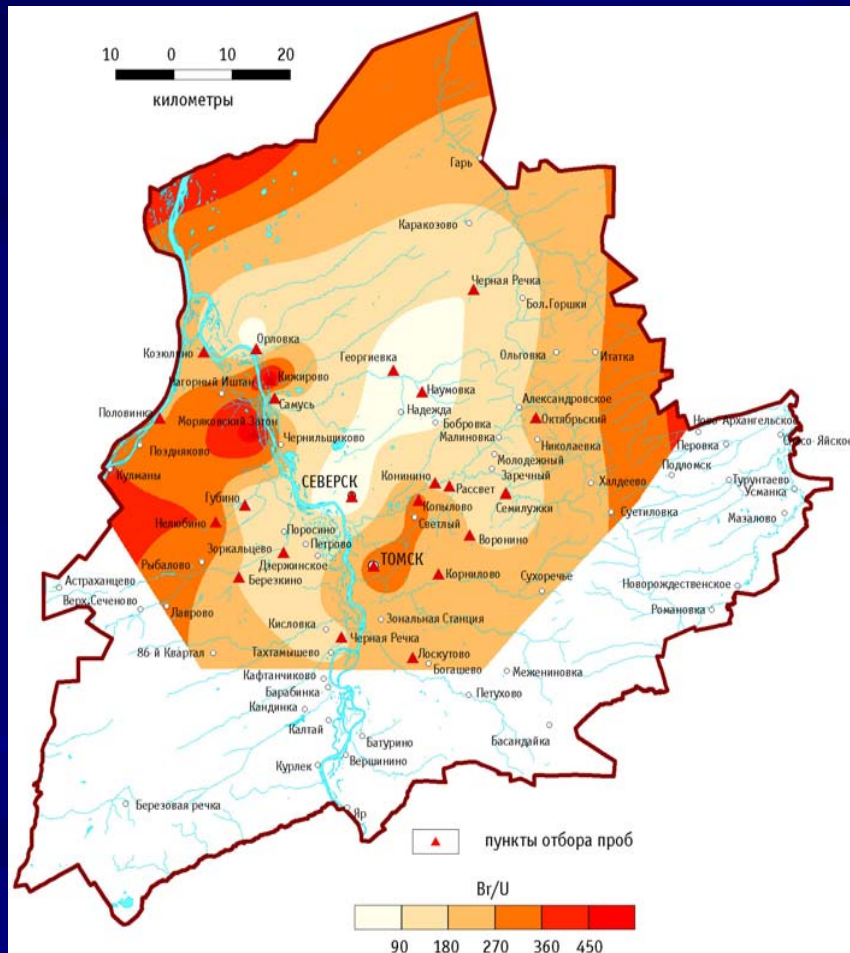 10 0 10 20
километры
Гарь
Каракозово
Черная Речка
Бол.Горшки
Орловка
Козюлино
Георгиевка
Ольговка
Итатка
Кижирово
Нагорный Иштан
Наумовка
Самусь
Надежда
Александровское
Половинка
Моряковский Затон
Бобровка
Октябрьский
Ново-Архангельское
Чернильщиково
Малиновка
Николаевка
Перовка
Поздняково
Молодежный
Подломск
Кулманы
СЕВЕРСК
Конинино
Рассвет
Заречный
Халдеево
Турунтаево
Усманка
Губино
Копылово
Семилужки
Светлый
Суетиловка
Мазалово
Нелюбино
Поросино
Воронино
Зоркальцево
Петрово
Рыбалово
Дзержинское
ТОМСК
Березкино
Корнилово
Сухоречье
Новорождественское
Астраханцево
Верх.Сеченово
Лаврово
Романовка
Зональная Станция
Кисловка
Черная Речка
86-й Квартал
Тахтамышево
Лоскутово
Богашево
Кафтанчиково
Межениновка
Барабинка
Петухово
Кандинка
Калтай
Батурино
Басандайка
Курлек
Вершинино
Березовая речка
Яр
пункты отбора проб
Br/U
90 180 270 360 450